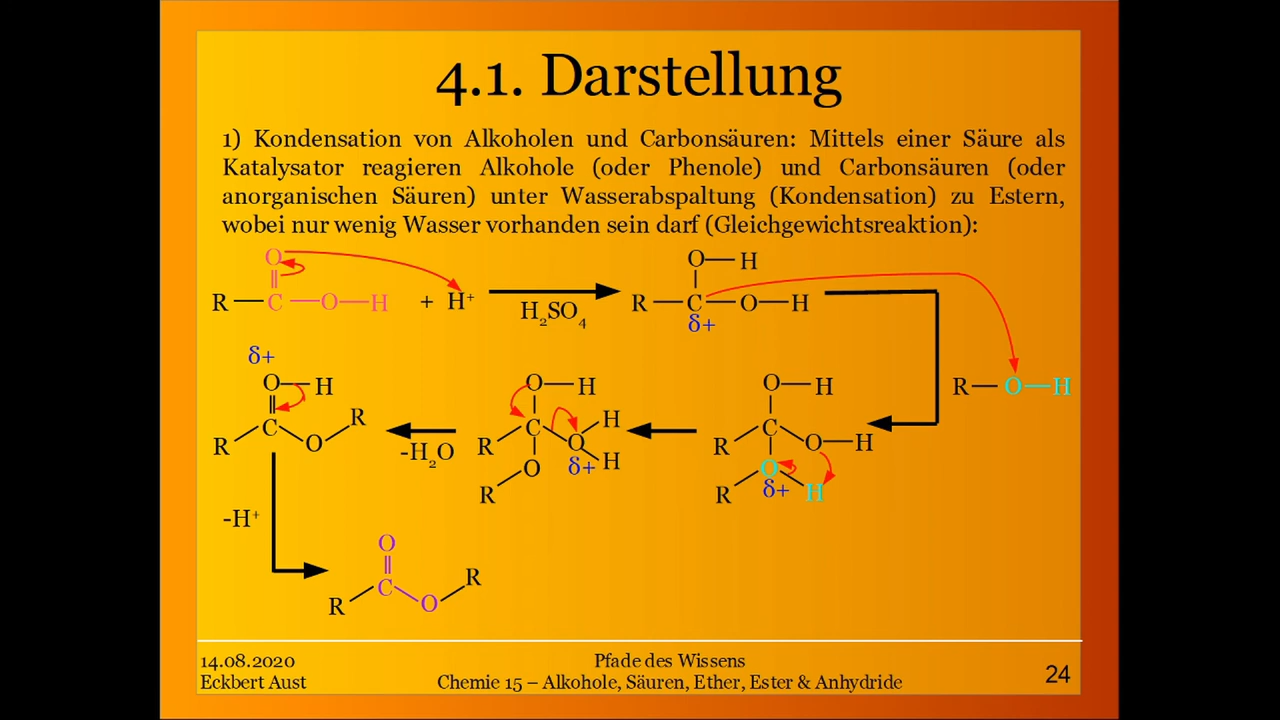 4.1. Darstellung
1) Kondensation von Alkoholen und Carbonsäuren: Mittels einer Säure als
Katalysator reagieren Alkohole (oder Phenole) und Carbonsäuren (oder
anorganischen Säuren) unter Wasserabspaltung (Kondensation) zu Estern,
wobei nur wenig Wasser vorhanden sein darf (Gleichgewichtsreaktion):
O
R — C — O — H + H⁺
H₂SO₄
O — H
R — C — O — H
δ+
R — O — H
O — H
R C O — H
R O H
δ+
O — H
R C O H
H
δ+
R O
-H₂O
δ+
O — H
R C O R
-H⁺
O
R C O R
14.08.2020
Eckbert Aust
Pfade des Wissens
Chemie 15 – Alkohole, Säuren, Ether, Ester & Anhydride
24